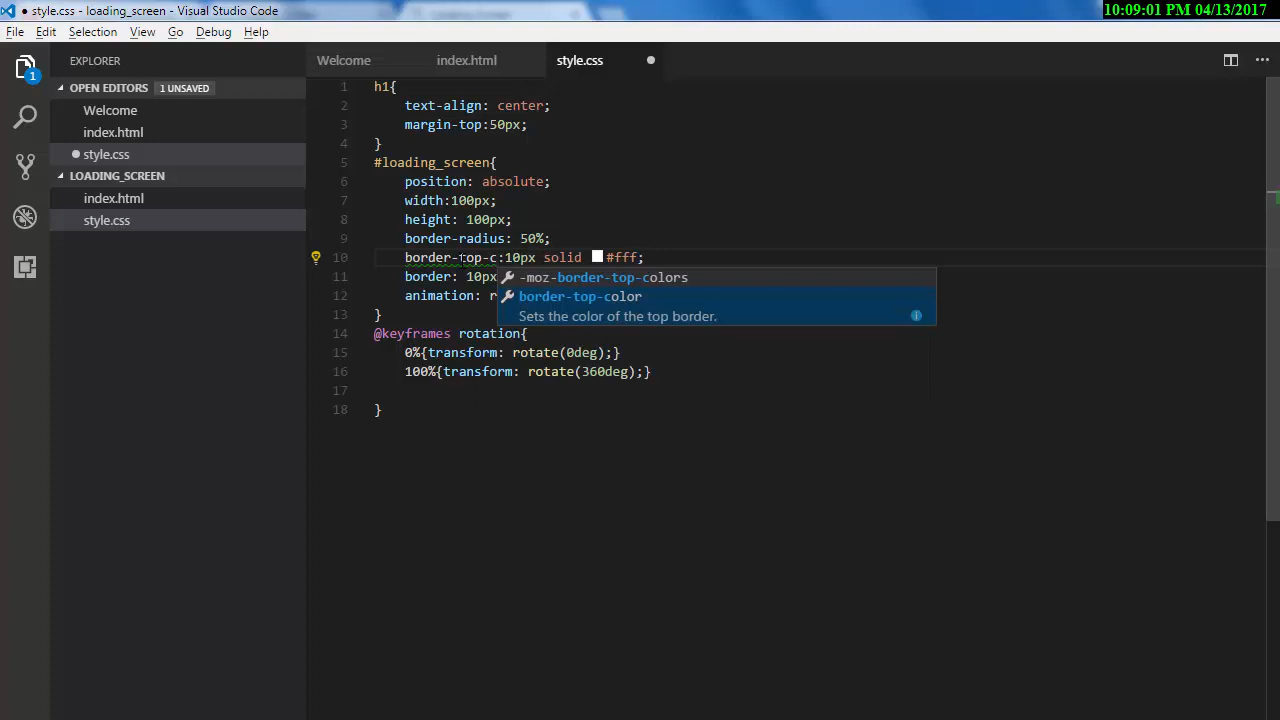 style.css - loading_screen - Visual Studio Code
10:09:01 PM 04/13/2017
File Edit Selection View Go Debug Help
EXPLORER
Welcome index.html style.css
OPEN EDITORS 1 UNSAVED
Welcome
index.html
style.css
LOADING_SCREEN
index.html
style.css
1
1 h1{
2 text-align: center;
3 margin-top:50px;
4 }
5 #loading_screen{
6 position: absolute;
7 width:100px;
8 height: 100px;
9 border-radius: 50%;
10 border-top-c:10px solid #fff;
11 border: 10px
12 animation: r
13 }
14 @keyframes rotation{
15 0%{transform: rotate(0deg);}
16 100%{transform: rotate(360deg);}
17
18 }
-moz-border-top-colors
border-top-color
Sets the color of the top border.